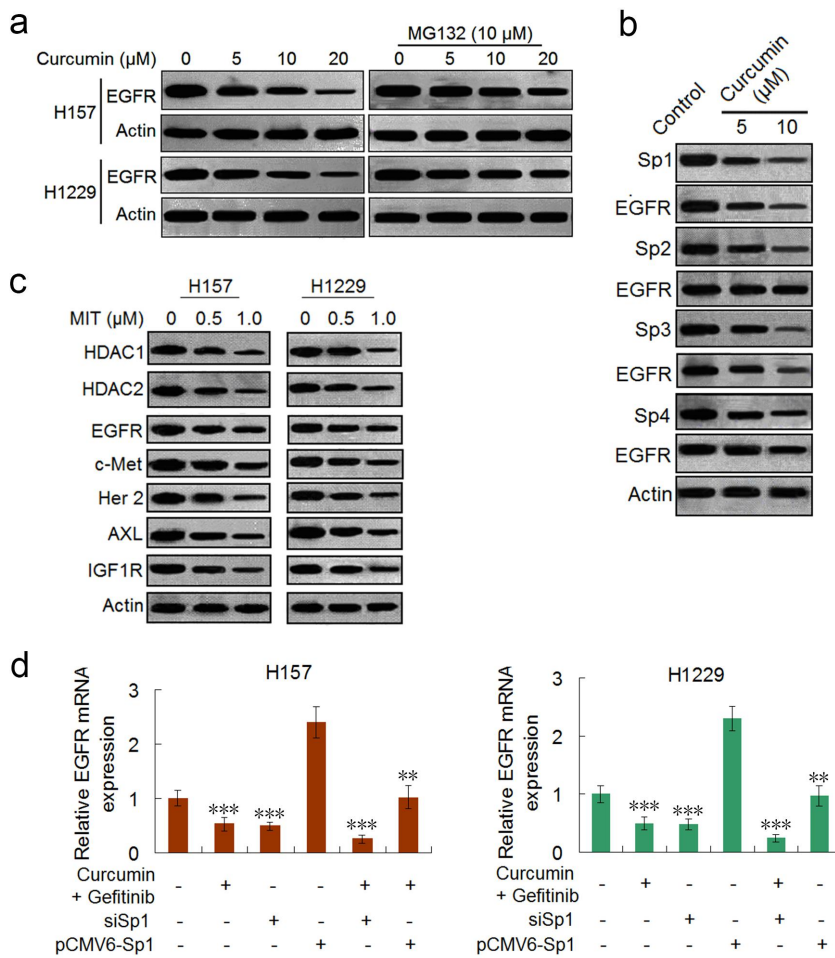 a
MG132 (10 µM)
Curcumin (µM) 0 5 10 20 0 5 10 20
H157
EGFR
Actin
H1229
EGFR
Actin
b
Control
Curcumin
(µM)
5 10
Sp1
EGFR
Sp2
EGFR
Sp3
EGFR
Sp4
EGFR
Actin
c
H157 H1229
MIT (µM) 0 0.5 1.0 0 0.5 1.0
HDAC1
HDAC2
EGFR
c-Met
Her 2
AXL
IGF1R
Actin
d
H157
Relative EGFR mRNA
expression
3
2
1
0
*** *** *** **
Curcumin
+ Gefitinib - + - - + +
siSp1 - - + - + -
pCMV6-Sp1 - - - + - +
H1229
Relative EGFR mRNA
expression
3
2
1
0
*** *** *** **
Curcumin
+ Gefitinib - + - - + -
siSp1 - - + - + -
pCMV6-Sp1 - - - + - +